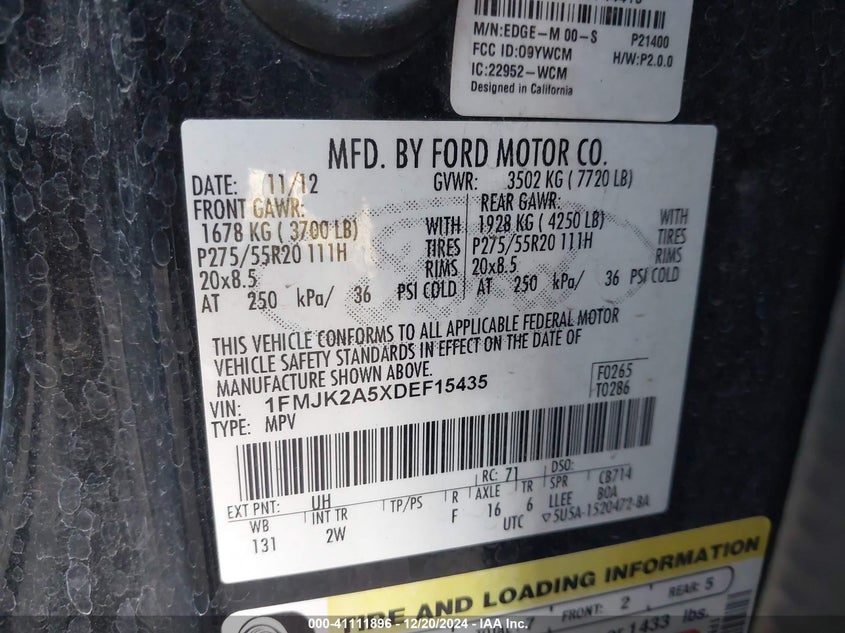 M/N:EDGE-M 00-S P21400
FCC ID:O9YWCM H/W:P2.0.0
IC:22952-WCM
Designed in California
MFD. BY FORD MOTOR CO.
DATE: 11/12 GVWR: 3502 KG ( 7720 LB)
FRONT GAWR: REAR GAWR:
1678 KG ( 3700 LB) WITH 1928 KG ( 4250 LB) WITH
P275/55R20 111H TIRES P275/55R20 111H TIRES
20x8.5 RIMS 20x8.5 RIMS
AT 250 kPa/ 36 PSI COLD AT 250 kPa/ 36 PSI COLD
THIS VEHICLE CONFORMS TO ALL APPLICABLE FEDERAL MOTOR
VEHICLE SAFETY STANDARDS IN EFFECT ON THE DATE OF
MANUFACTURE SHOWN ABOVE.
VIN: 1FMJK2A5XDEF15435 F0265
TYPE: MPV T0286
EXT PNT: UH RC: 71 DSO:
WB INT TR TP/PS R AXLE TR SPR CB714
131 2W F 16 6 LLEE BOA
UTC ▽5U5A-1520472-BA
TIRE AND LOADING INFORMATION
FRONT: 2 REAR: 5
1433 lbs.
000-41111896 - 12/20/2024 - IAA Inc.